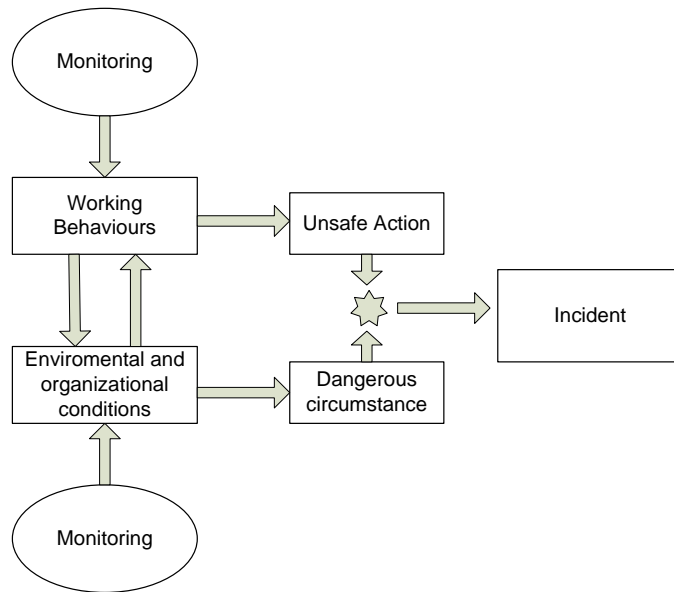 Monitoring
Working
Behaviours
Unsafe Action
Incident
Enviromental and
organizational
conditions
Dangerous
circumstance
Monitoring